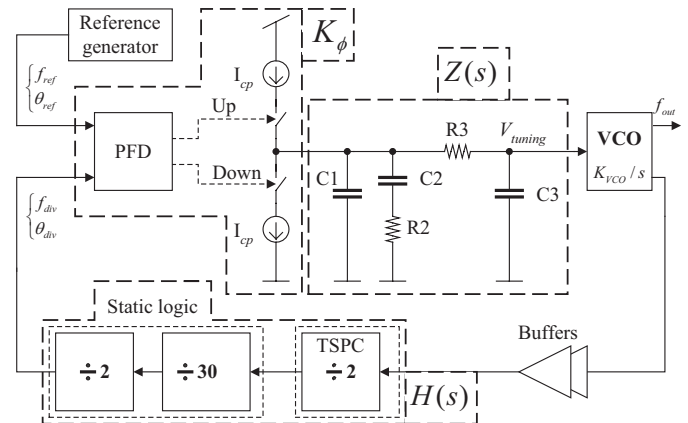 Reference
generator
K_ϕ
I_cp
Z(s)
f_ref
θ_ref
Up
PFD
R3
V_tuning
VCO
K_VCO / s
f_out
Down
C1
C2
C3
R2
f_div
θ_div
I_cp
Static logic
Buffers
TSPC
÷2
÷30
÷2
H(s)